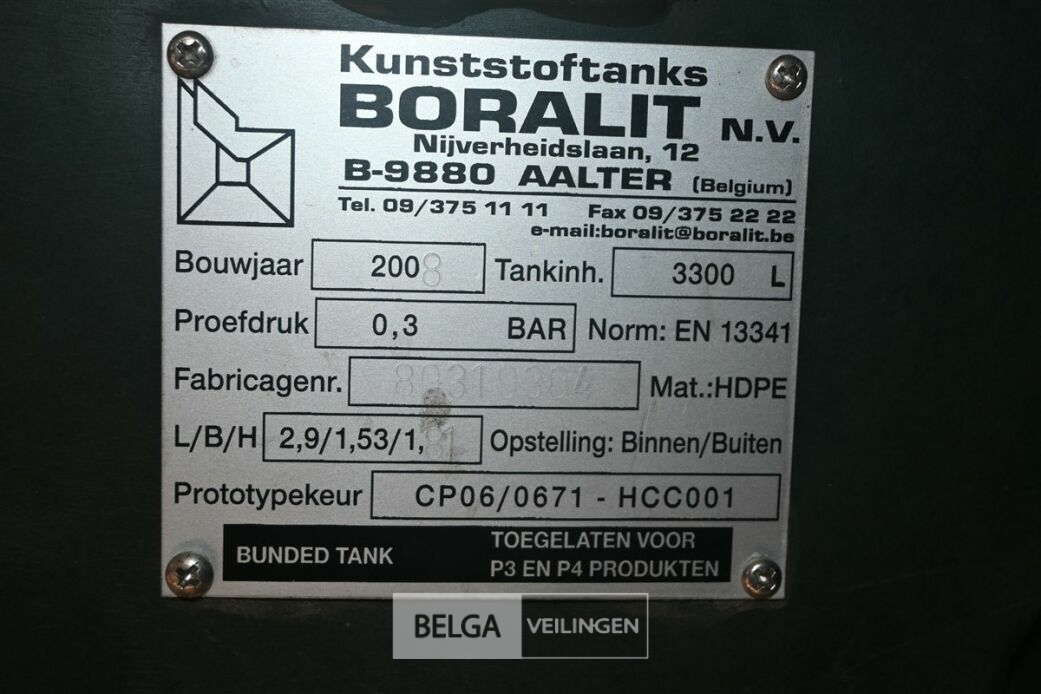 Kunststoftanks
BORALIT N.V.
Nijverheidslaan, 12
B-9880 AALTER (Belgium)
Tel. 09/375 11 11 Fax 09/375 22 22
e-mail:boralit@boralit.be
Bouwjaar 2008 Tankinh. 3300 L
Proefdruk 0,3 BAR Norm: EN 13341
Fabricagenr. Mat.:HDPE
L/B/H 2,9/1,53/1,81 Opstelling: Binnen/Buiten
Prototypekeur CP06/0671 - HCC001
BUNDED TANK TOEGELATEN VOOR
P3 EN P4 PRODUKTEN
BELGA VEILINGEN